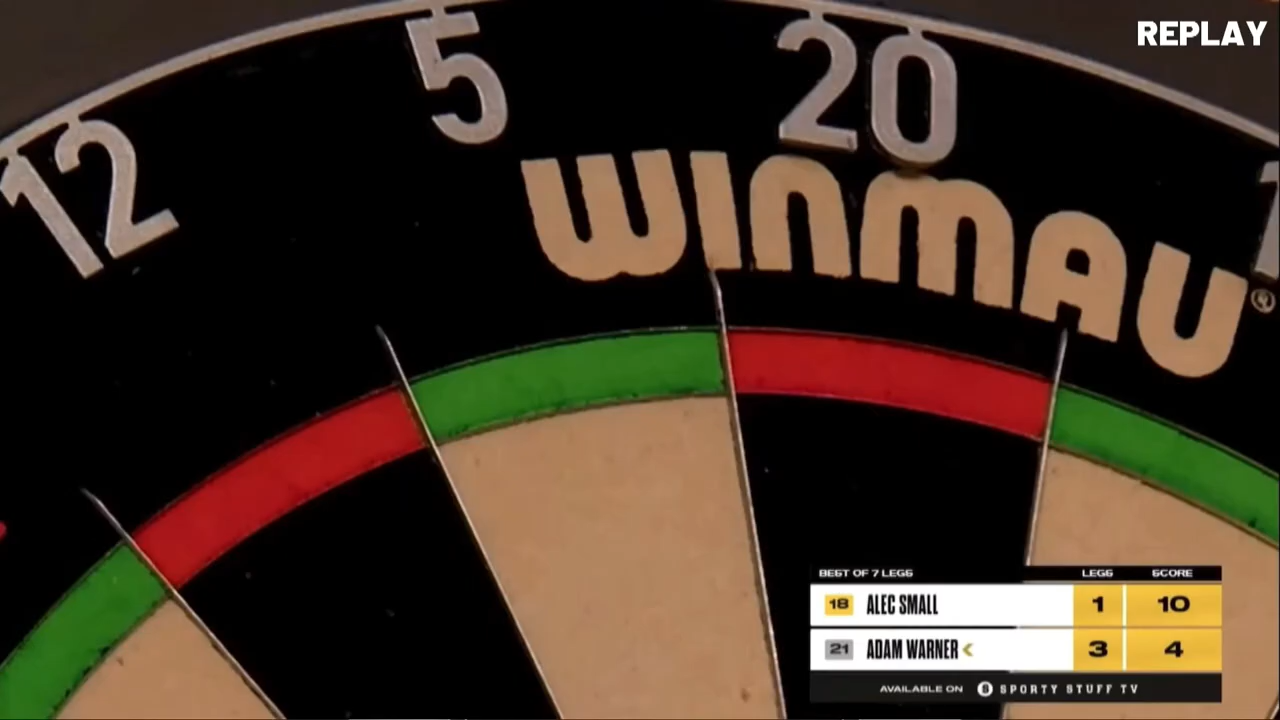 REPLAY
12 5 20
WINMAU®
BEST OF 7 LEGS LEGS SCORE
18 ALEC SMALL 1 10
21 ADAM WARNER 3 4
AVAILABLE ON SPORTY STUFF TV